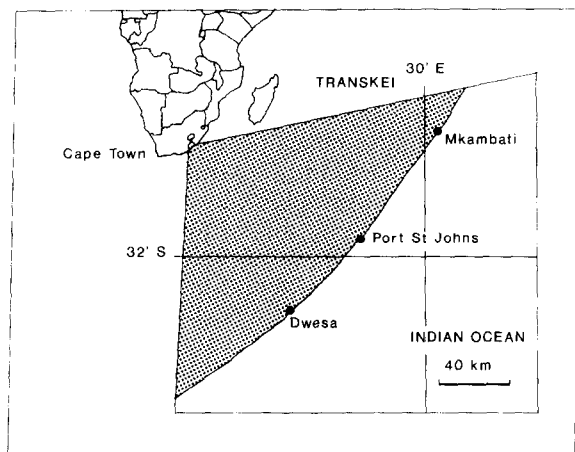 30' E
TRANSKEI
Cape Town
Mkambati
Port St Johns
32' S
Dwesa
INDIAN OCEAN
40 km